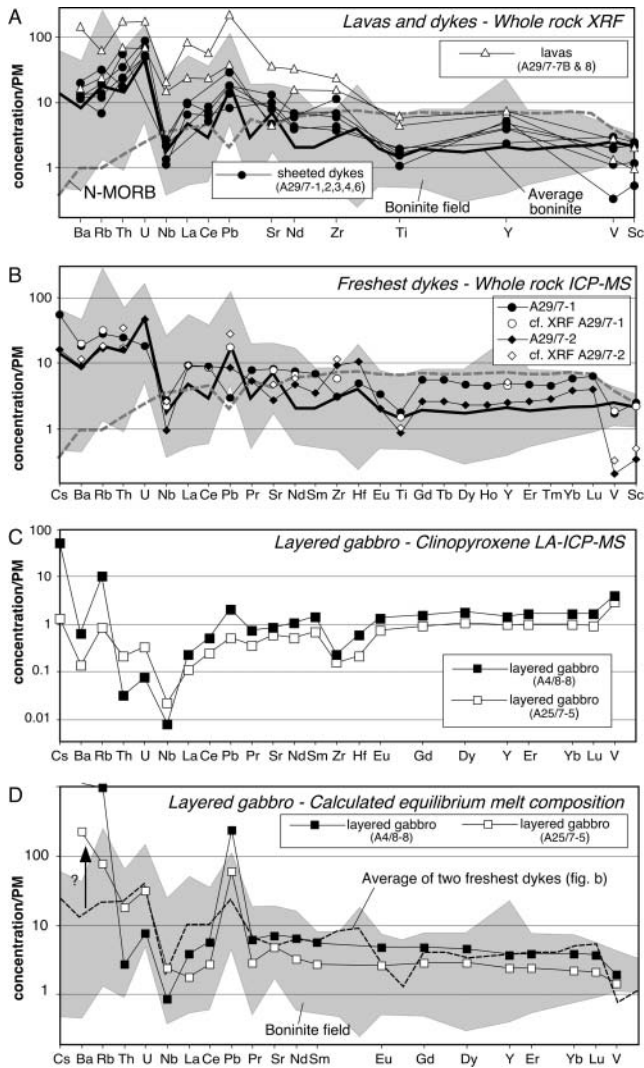 A
Lavas and dykes - Whole rock XRF
100
10
1
concentration/PM
lavas
(A29/7-7B & 8)
N-MORB
sheeted dykes
(A29/7-1,2,3,4,6)
Boninite field
Average
boninite
Ba Rb Th U Nb La Ce Pb Sr Nd Zr Ti Y V Sc
B
Freshest dykes - Whole rock ICP-MS
100
10
1
concentration/PM
A29/7-1
cf. XRF A29/7-1
A29/7-2
cf. XRF A29/7-2
Cs Ba Rb Th U Nb La Ce Pb Pr Sr Nd Sm Zr Hf Eu Ti Gd Tb Dy Ho Y Er Tm Yb Lu V Sc
C
Layered gabbro - Clinopyroxene LA-ICP-MS
100
10
1
0.1
0.01
concentration/PM
layered gabbro
(A4/8-8)
layered gabbro
(A25/7-5)
Cs Ba Rb Th U Nb La Ce Pb Pr Sr Nd Sm Zr Hf Eu Gd Dy Y Er Yb Lu V
D
Layered gabbro - Calculated equilibrium melt composition
layered gabbro
(A4/8-8)
layered gabbro
(A25/7-5)
100
10
1
concentration/PM
?
Average of two freshest dykes (fig. b)
Boninite field
Cs Ba Rb Th U Nb La Ce Pb Pr Sr Nd Sm Eu Gd Dy Y Er Yb Lu V